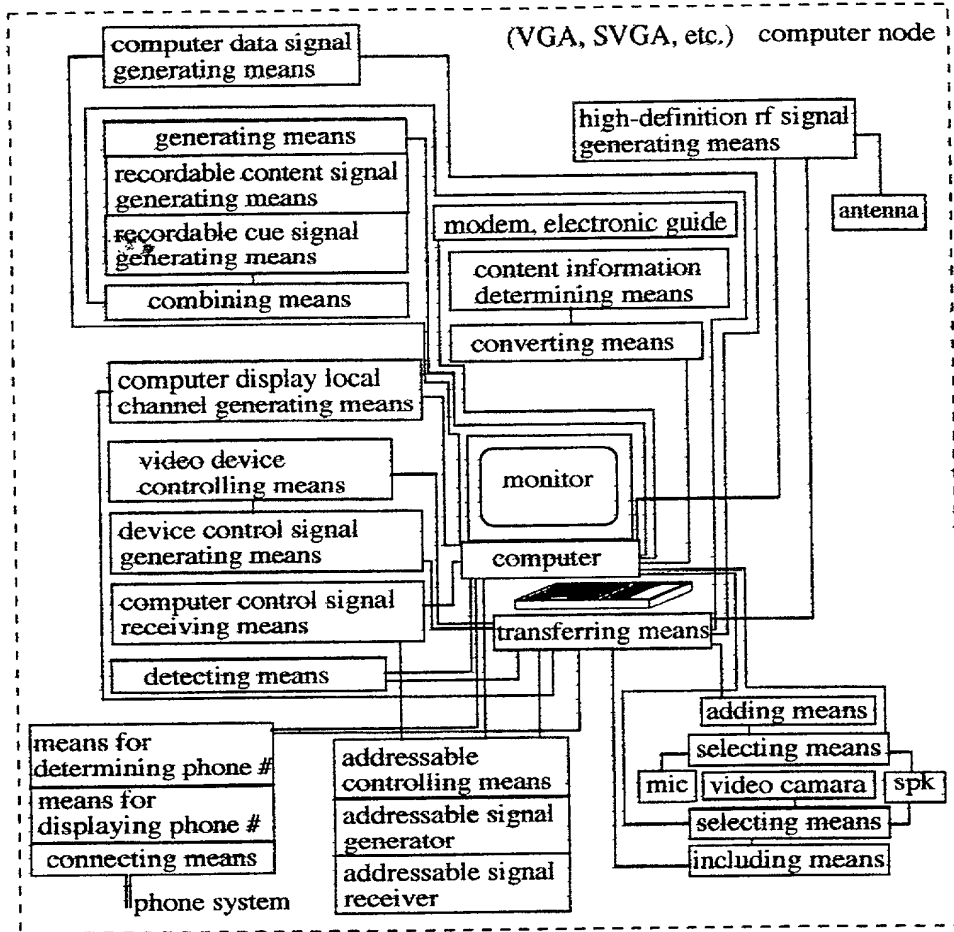 (VGA, SVGA, etc.) computer node
computer data signal
generating means
generating means
recordable content signal
generating means
recordable cue signal
generating means
combining means
high-definition rf signal
generating means
antenna
modem, electronic guide
content information
determining means
converting means
computer display local
channel generating means
video device
controlling means
device control signal
generating means
computer control signal
receiving means
detecting means
monitor
computer
transferring means
means for
determining phone #
means for
displaying phone #
connecting means
phone system
addressable
controlling means
addressable signal
generator
addressable signal
receiver
adding means
selecting means
mic
video camara
spk
selecting means
including means